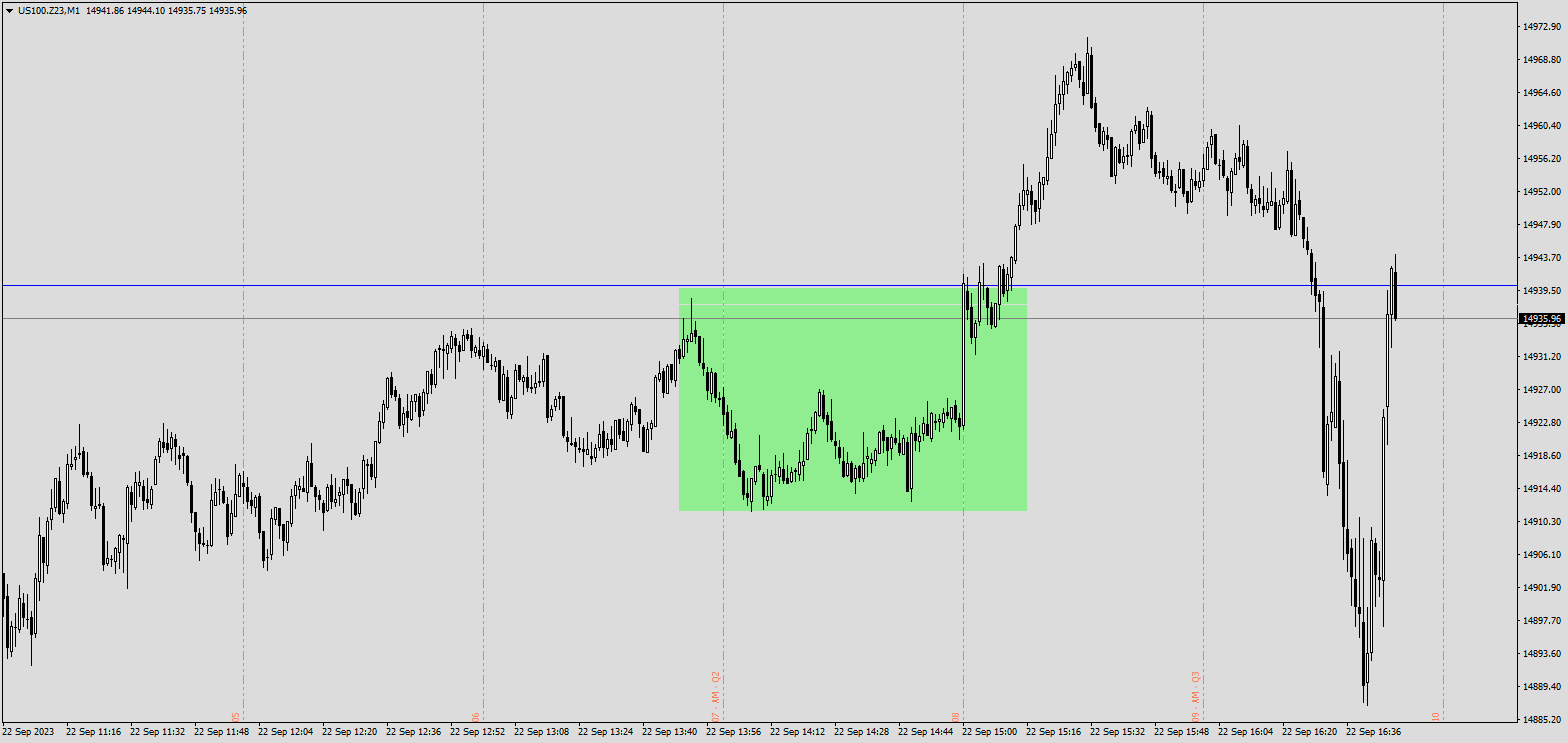 US100.Z23,M1 14941.86 14944.10 14935.75 14935.96
14972.90
14968.80
14964.60
14960.40
14956.20
14952.00
14947.90
14943.70
14939.50
14935.96
14931.20
14927.00
14922.80
14918.60
14914.40
14910.30
14906.10
14901.90
14897.70
14893.60
14889.40
14885.20
05
06
07 - AM - Q2
08
09 - AM - Q3
10
22 Sep 2023
22 Sep 11:16
22 Sep 11:32
22 Sep 11:48
22 Sep 12:04
22 Sep 12:20
22 Sep 12:36
22 Sep 12:52
22 Sep 13:08
22 Sep 13:24
22 Sep 13:40
22 Sep 13:56
22 Sep 14:12
22 Sep 14:28
22 Sep 14:44
22 Sep 15:00
22 Sep 15:16
22 Sep 15:32
22 Sep 15:48
22 Sep 16:04
22 Sep 16:20
22 Sep 16:36